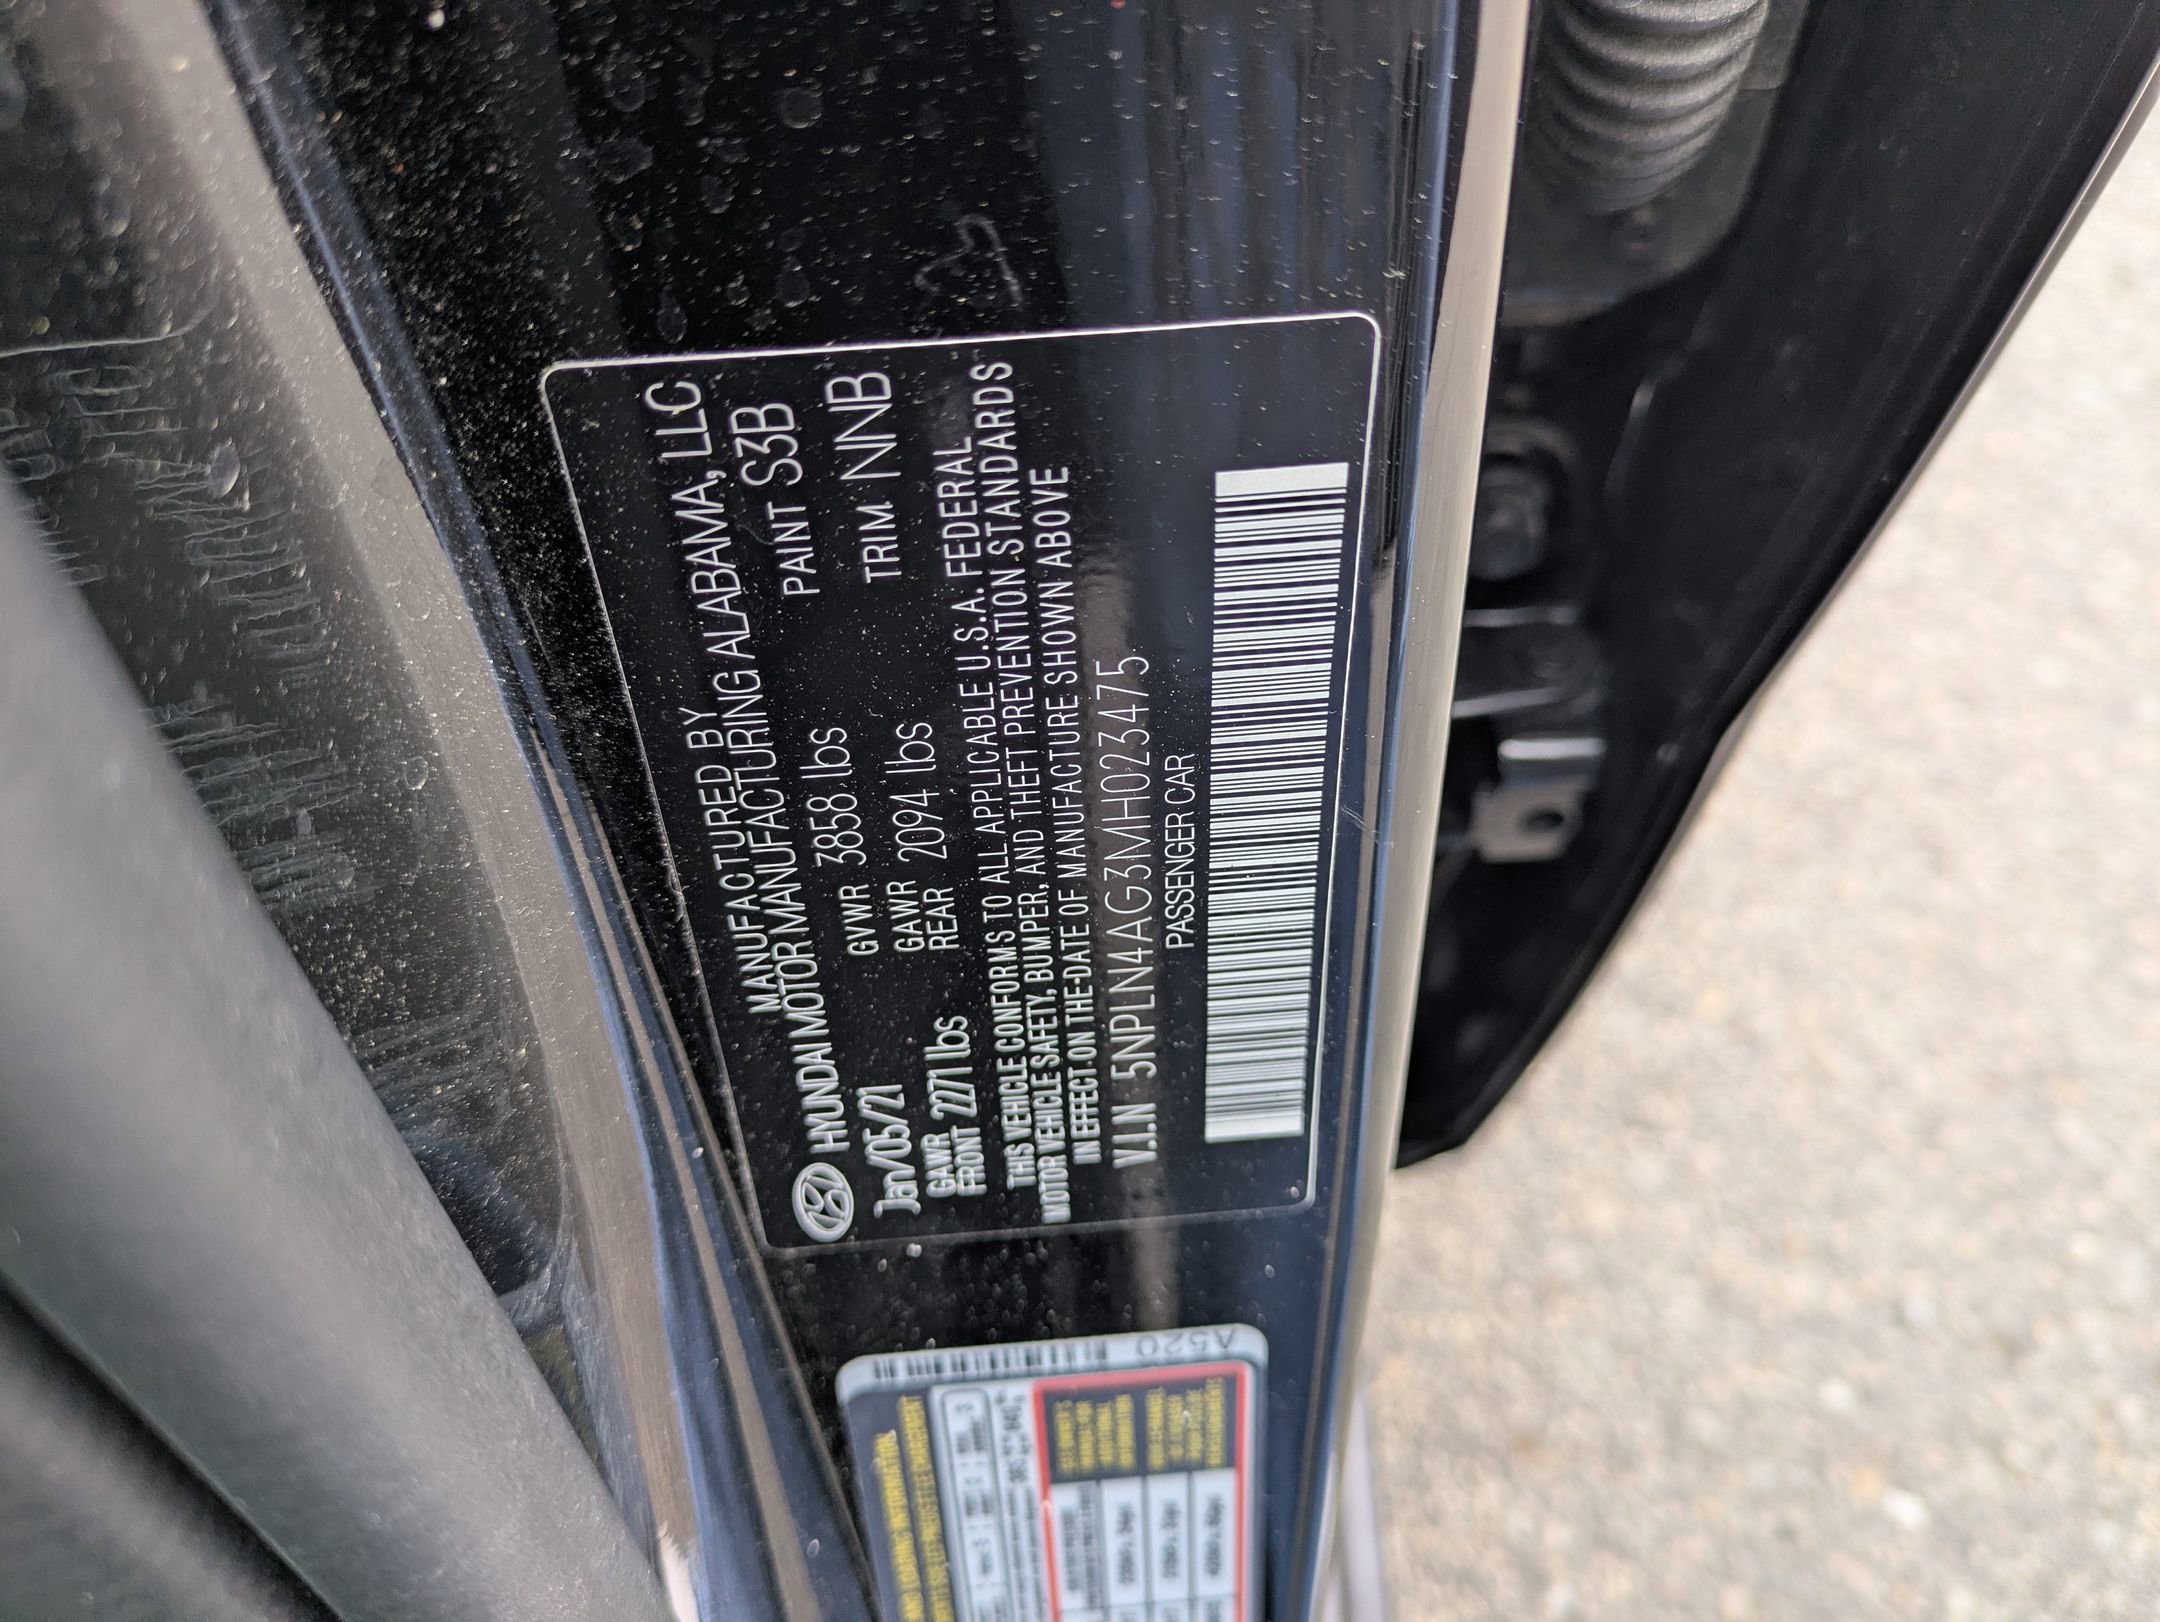 MANUFACTURED BY
HYUNDAI MOTOR MANUFACTURING ALABAMA, LLC
Jan/05/21 GVWR 3858 lbs PAINT S3B
GAWR FRONT 2271 lbs GAWR REAR 2094 lbs TRIM NNB
THIS VEHICLE CONFORMS TO ALL APPLICABLE U.S.A. FEDERAL
MOTOR VEHICLE SAFETY, BUMPER, AND THEFT PREVENTION STANDARDS
IN EFFECT ON THE DATE OF MANUFACTURE SHOWN ABOVE
V.I.N 5NPLN4AG3MH023475
PASSENGER CAR
A520